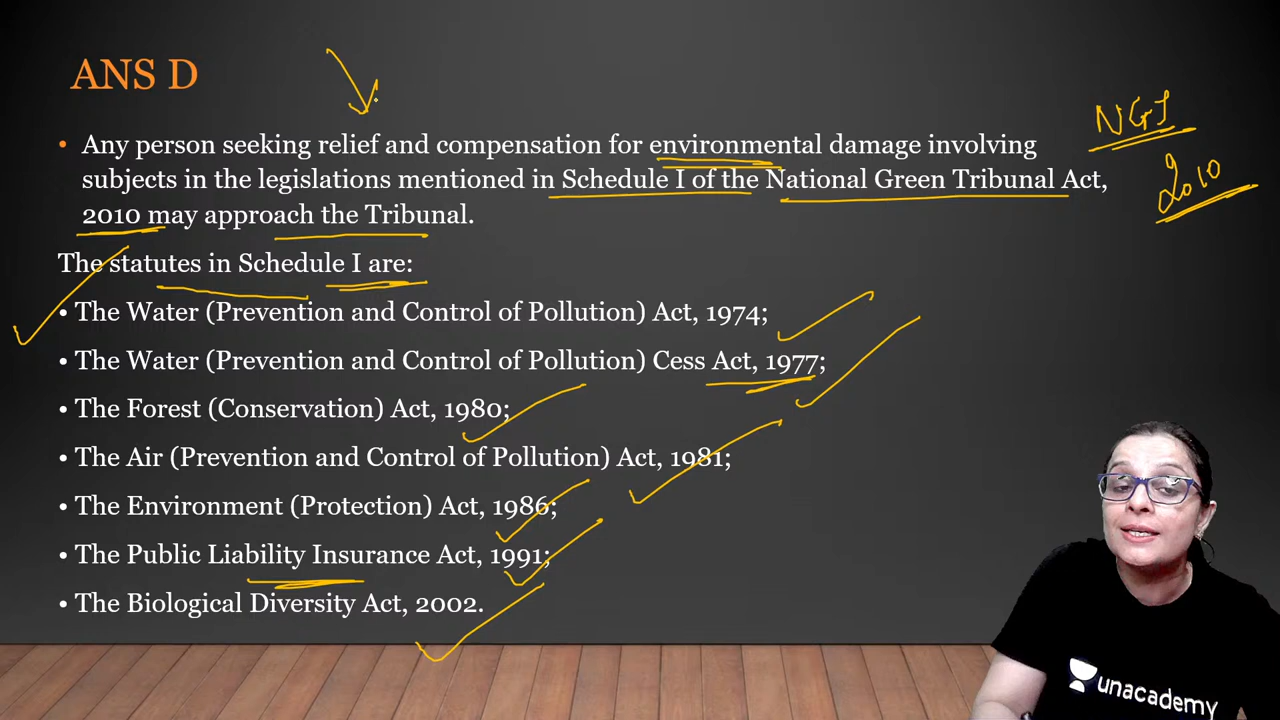 ANS D
• Any person seeking relief and compensation for environmental damage involving
subjects in the legislations mentioned in Schedule I of the National Green Tribunal Act,
2010 may approach the Tribunal.
NGT
2010
The statutes in Schedule I are:
• The Water (Prevention and Control of Pollution) Act, 1974;
• The Water (Prevention and Control of Pollution) Cess Act, 1977;
• The Forest (Conservation) Act, 1980;
• The Air (Prevention and Control of Pollution) Act, 1981;
• The Environment (Protection) Act, 1986;
• The Public Liability Insurance Act, 1991;
• The Biological Diversity Act, 2002.
unacademy